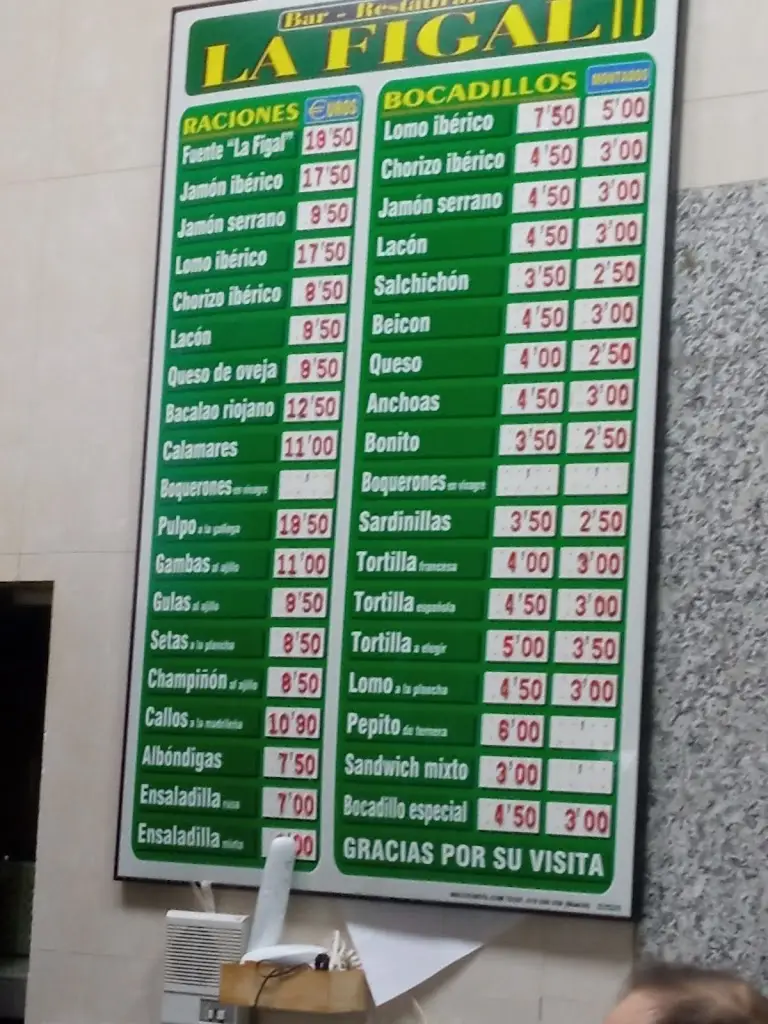 Bar - Restaurante
LA FIGAL
RACIONES €UROS
Fuente "La Figal" 18'50
Jamón ibérico 17'50
Jamón serrano 9'50
Lomo ibérico 17'50
Chorizo ibérico 8'50
Lacón 9'50
Queso de oveja 9'50
Bacalao riojano 12'50
Calamares 11'00
Boquerones en vinagre '
Pulpo a la gallega 18'50
Gambas al ajillo 11'00
Gulas al ajillo 9'50
Setas a la plancha 8'50
Champiñón al ajillo 8'50
Callos a la madrileña 10'90
Albóndigas 7'50
Ensaladilla rusa 7'00
Ensaladilla mixta
BOCADILLOS MONTADOS
Lomo ibérico 7'50 5'00
Chorizo ibérico 4'50 3'00
Jamón serrano 4'50 3'00
Lacón 4'50 3'00
Salchichón 3'50 2'50
Beicon 4'50 3'00
Queso 4'00 2'50
Anchoas 4'50 3'00
Bonito 3'50 2'50
Boquerones en vinagre ' '
Sardinillas 3'50 2'50
Tortilla francesa 4'00 3'00
Tortilla española 4'50 3'00
Tortilla a elegir 5'00 3'50
Lomo a la plancha 4'50 3'00
Pepito de ternera 6'00 '
Sandwich mixto 3'00 '
Bocadillo especial 4'50 3'00
GRACIAS POR SU VISITA